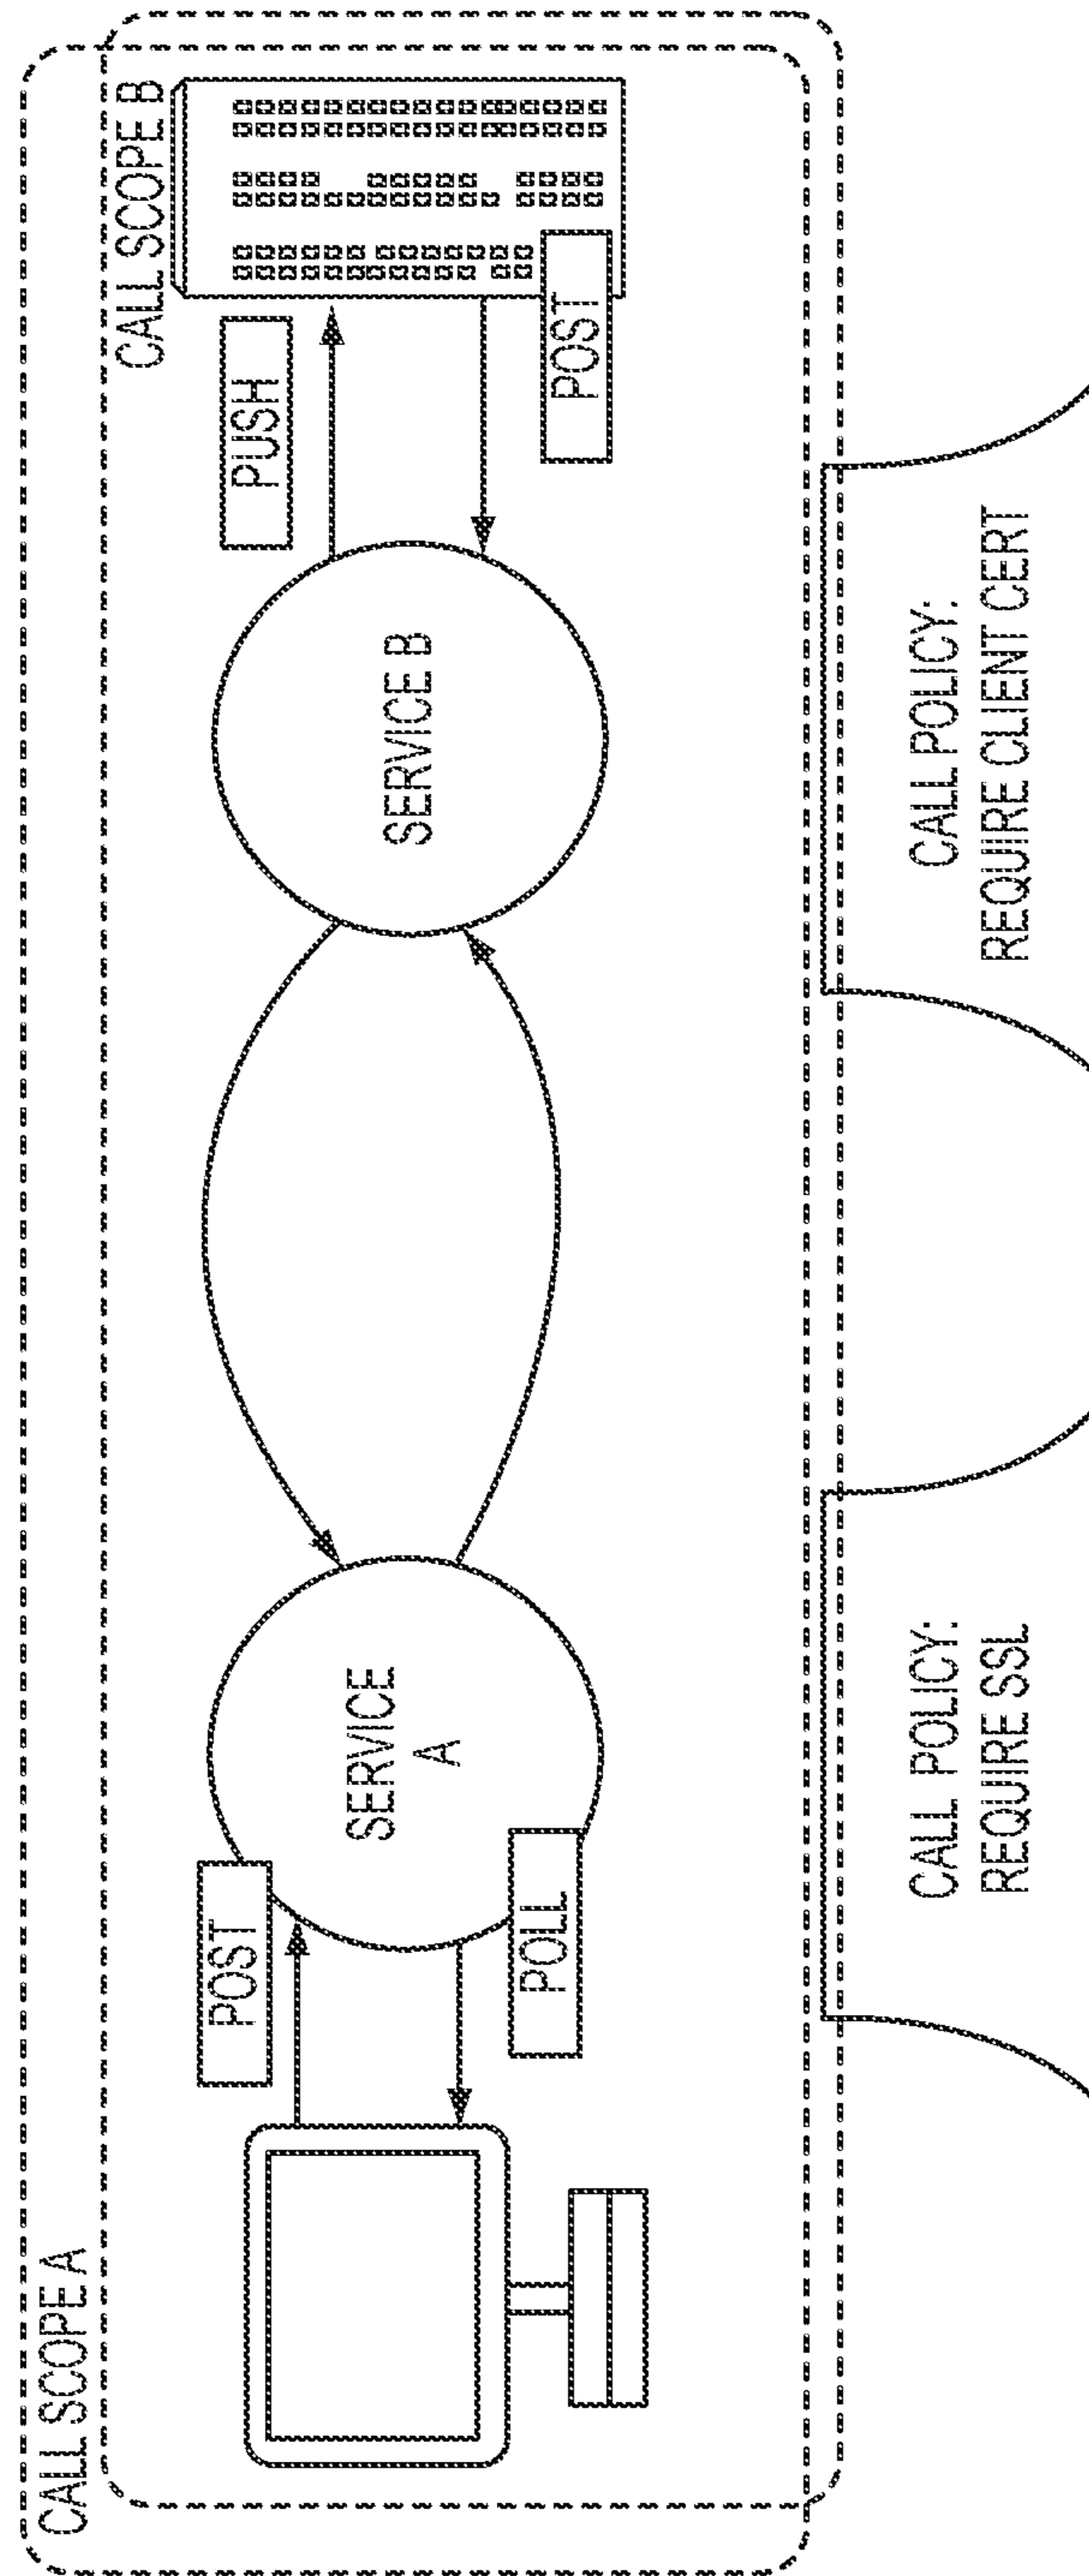 CALL SCOPE A
CALL SCOPE B
POST
PUSH
SERVICE
A
SERVICE B
POLL
POST
CALL POLICY:
REQUIRE SSL
CALL POLICY:
REQUIRE CLIENT CERT